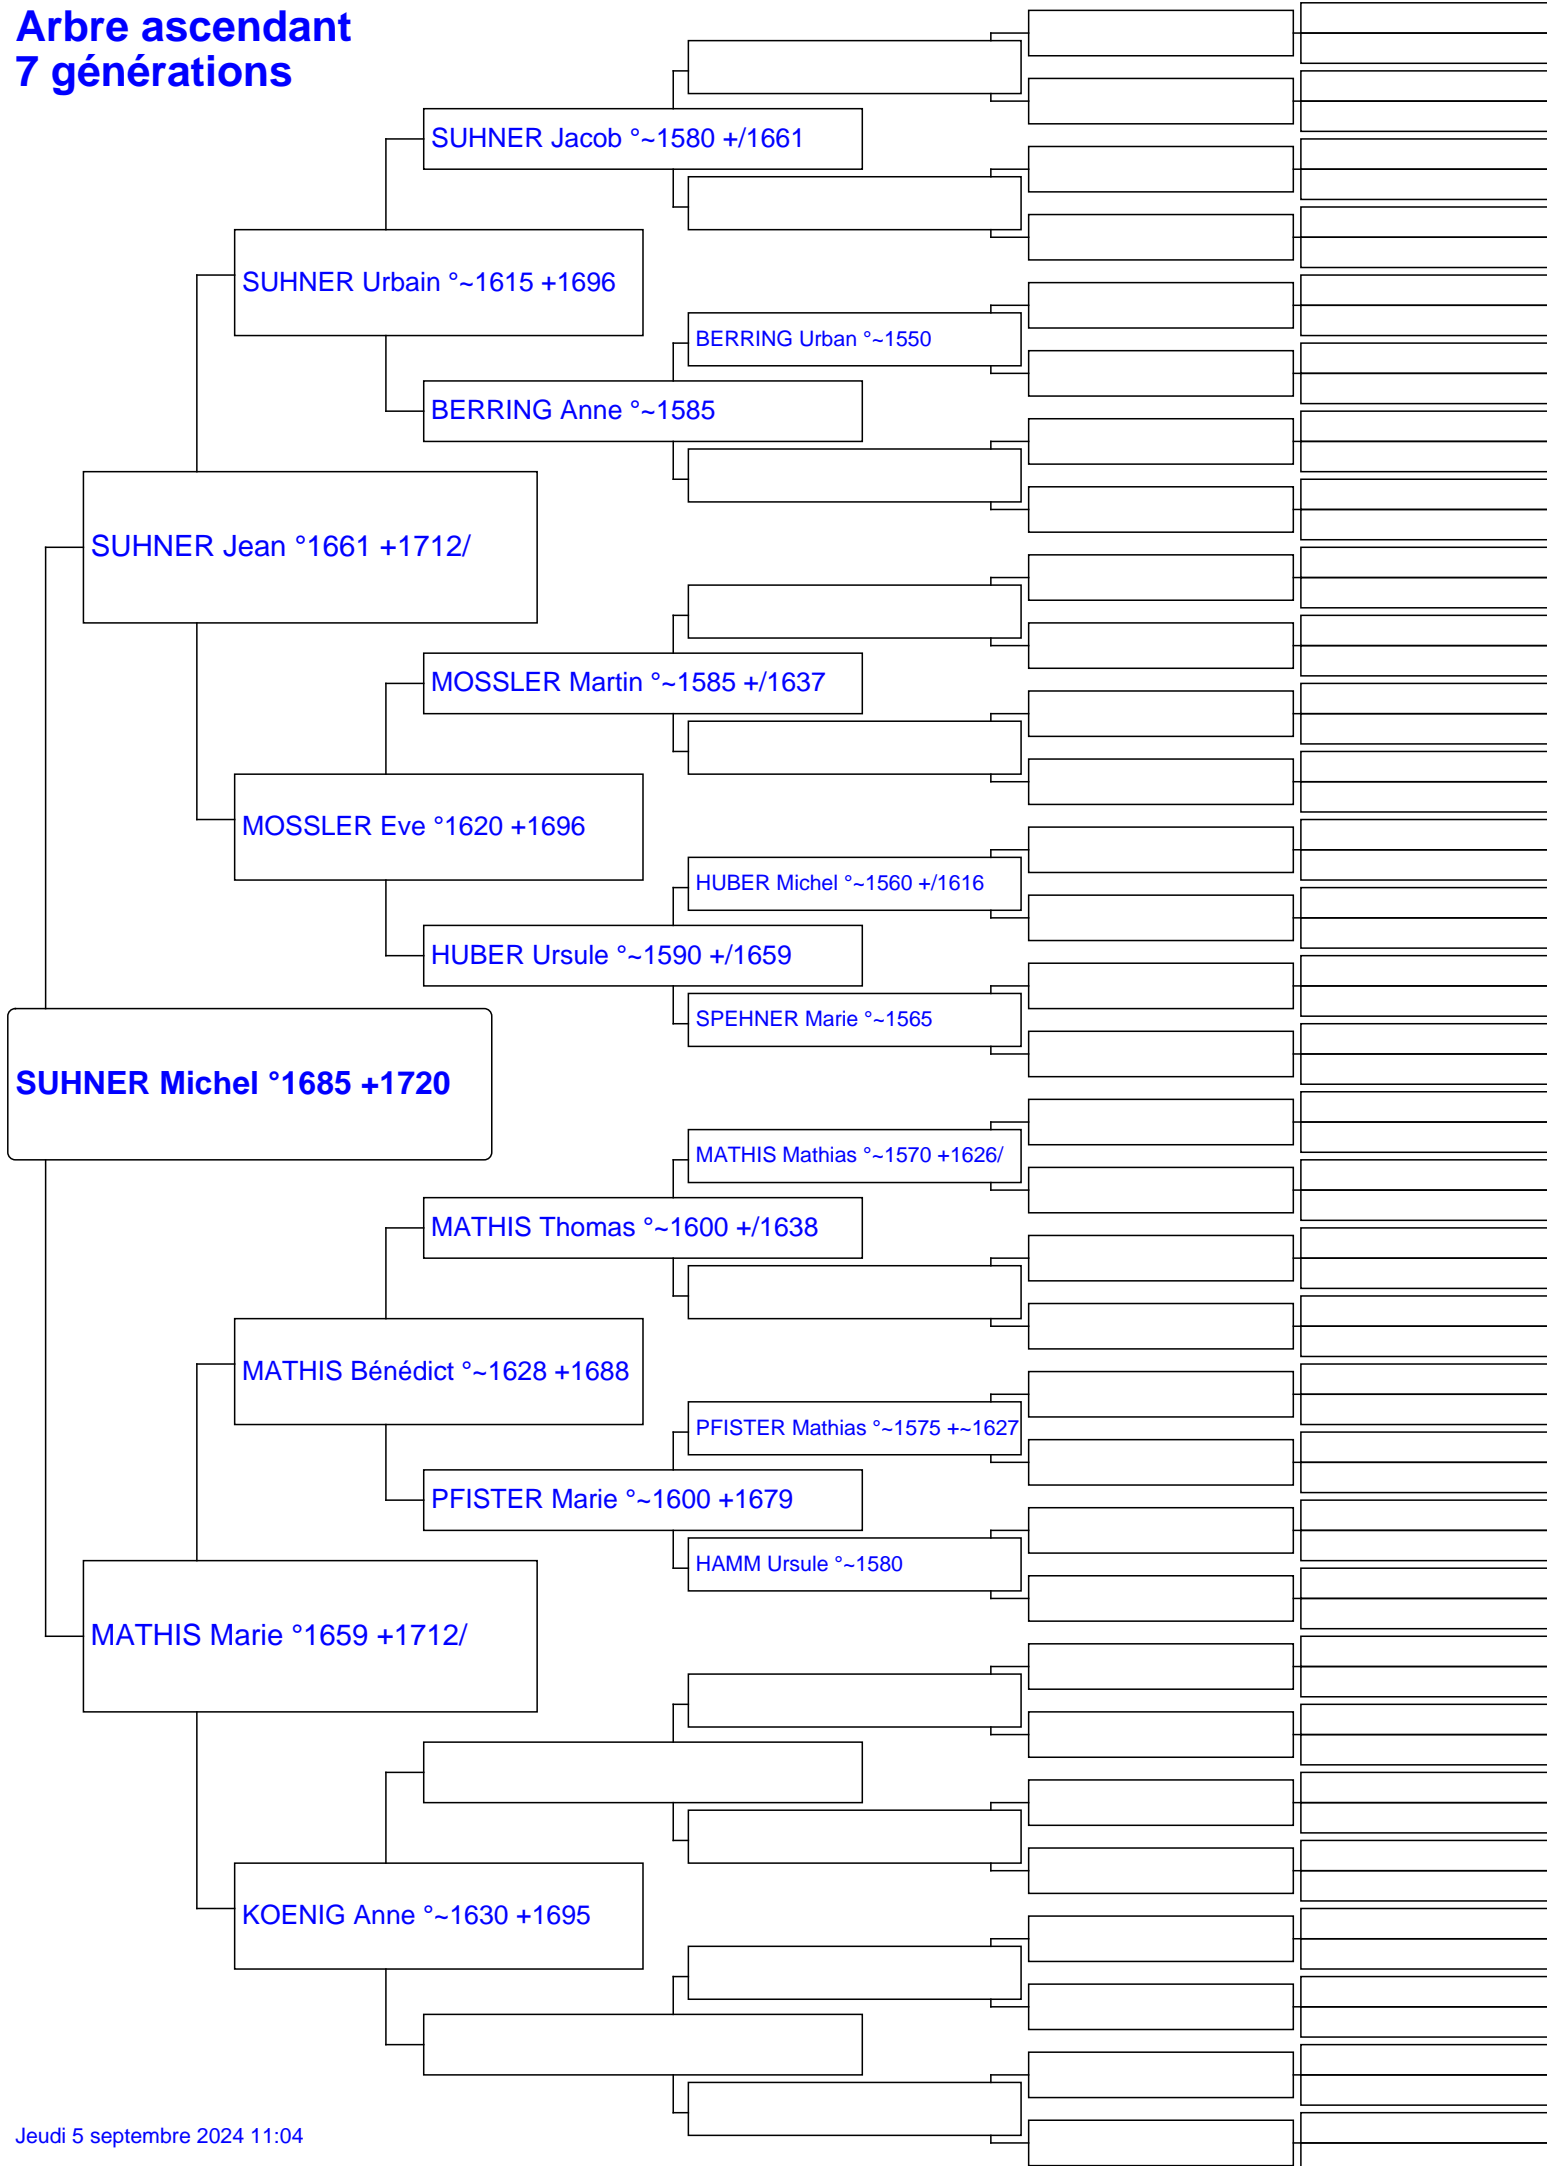 Arbre ascendant
7 générations
SUHNER Jacob °~1580 +/1661
SUHNER Urbain °~1615 +1696
BERRING Urban °~1550
BERRING Anne °~1585
SUHNER Jean °1661 +1712/
MOSSLER Martin °~1585 +/1637
MOSSLER Eve °1620 +1696
HUBER Michel °~1560 +/1616
HUBER Ursule °~1590 +/1659
SPEHNER Marie °~1565
SUHNER Michel °1685 +1720
MATHIS Mathias °~1570 +1626/
MATHIS Thomas °~1600 +/1638
MATHIS Bénédict °~1628 +1688
PFISTER Mathias °~1575 +~1627
PFISTER Marie °~1600 +1679
HAMM Ursule °~1580
MATHIS Marie °1659 +1712/
KOENIG Anne °~1630 +1695
Jeudi 5 septembre 2024 11:04